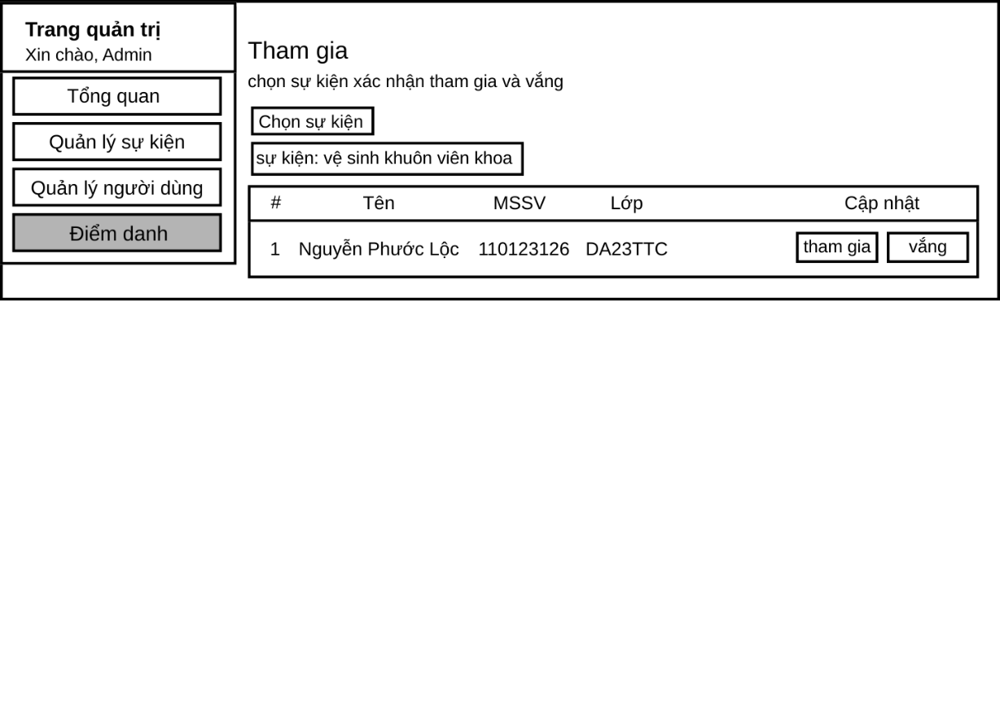 Trang quản trị
Xin chào, Admin
Tổng quan
Quản lý sự kiện
Quản lý người dùng
Điểm danh
Tham gia
chọn sự kiện xác nhận tham gia và vắng
Chọn sự kiện
sự kiện: vệ sinh khuôn viên khoa
# Tên MSSV Lớp Cập nhật
1 Nguyễn Phước Lộc 110123126 DA23TTC tham gia vắng